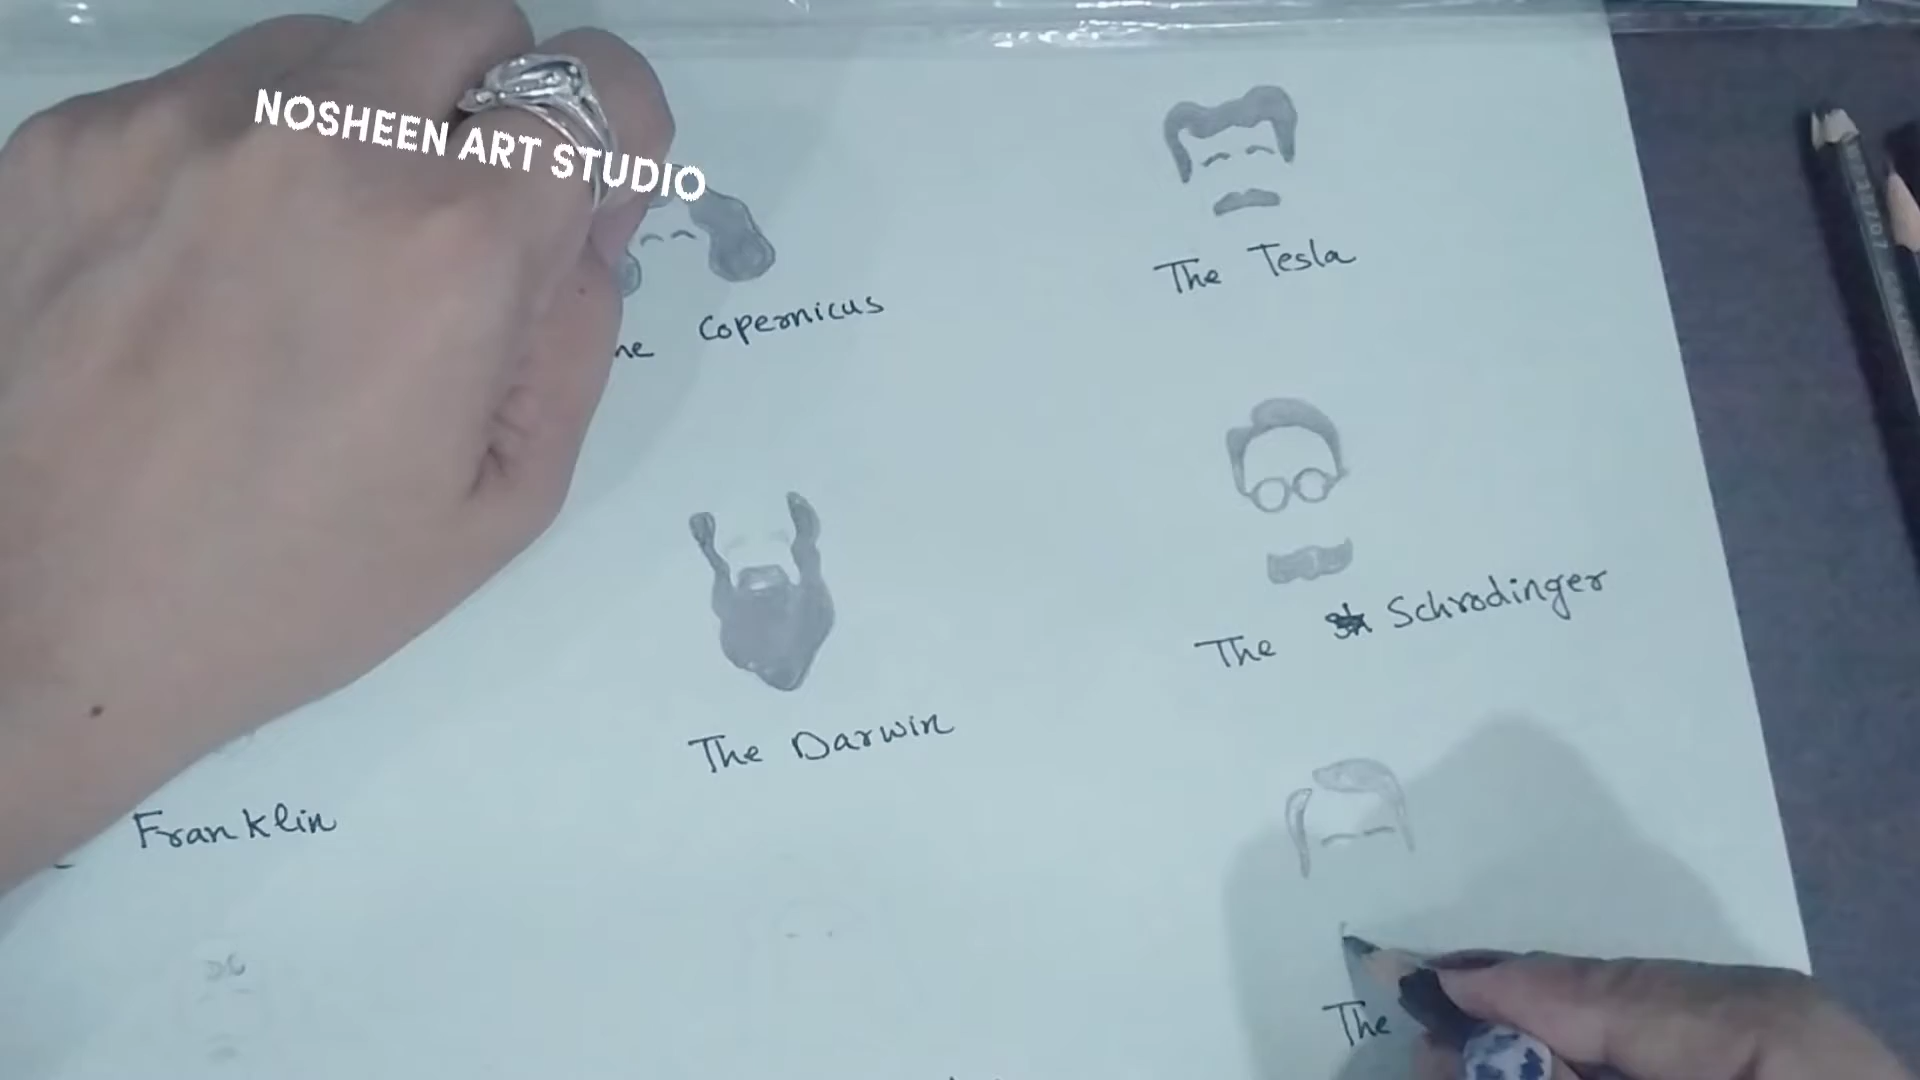 NOSHEEN ART STUDIO
The Tesla
Copernicus
The Schrodinger
The Darwin
Franklin
The